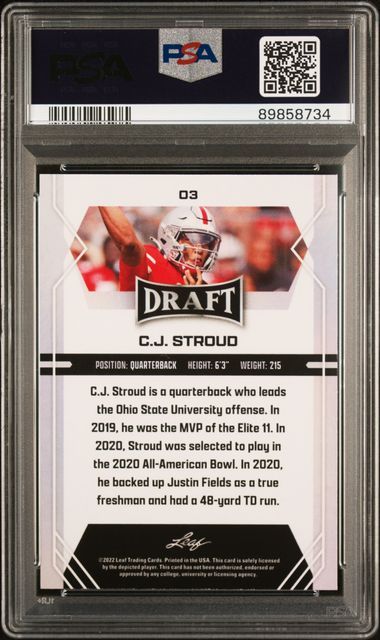 PSA
PSA
89858734
03
DRAFT
C.J. STROUD
POSITION: QUARTERBACK HEIGHT: 6'3" WEIGHT: 215
C.J. Stroud is a quarterback who leads
the Ohio State University offense. In
2019, he was the MVP of the Elite 11. In
2020, Stroud was selected to play in
the 2020 All-American Bowl. In 2020,
he backed up Justin Fields as a true
freshman and had a 48-yard TD run.
Leaf
©2022 Leaf Trading Cards. Printed in the USA. This card is safely licensed
by the depicted player. This card has not been authorized, endorsed or
approved by any college, university or licensing agency.